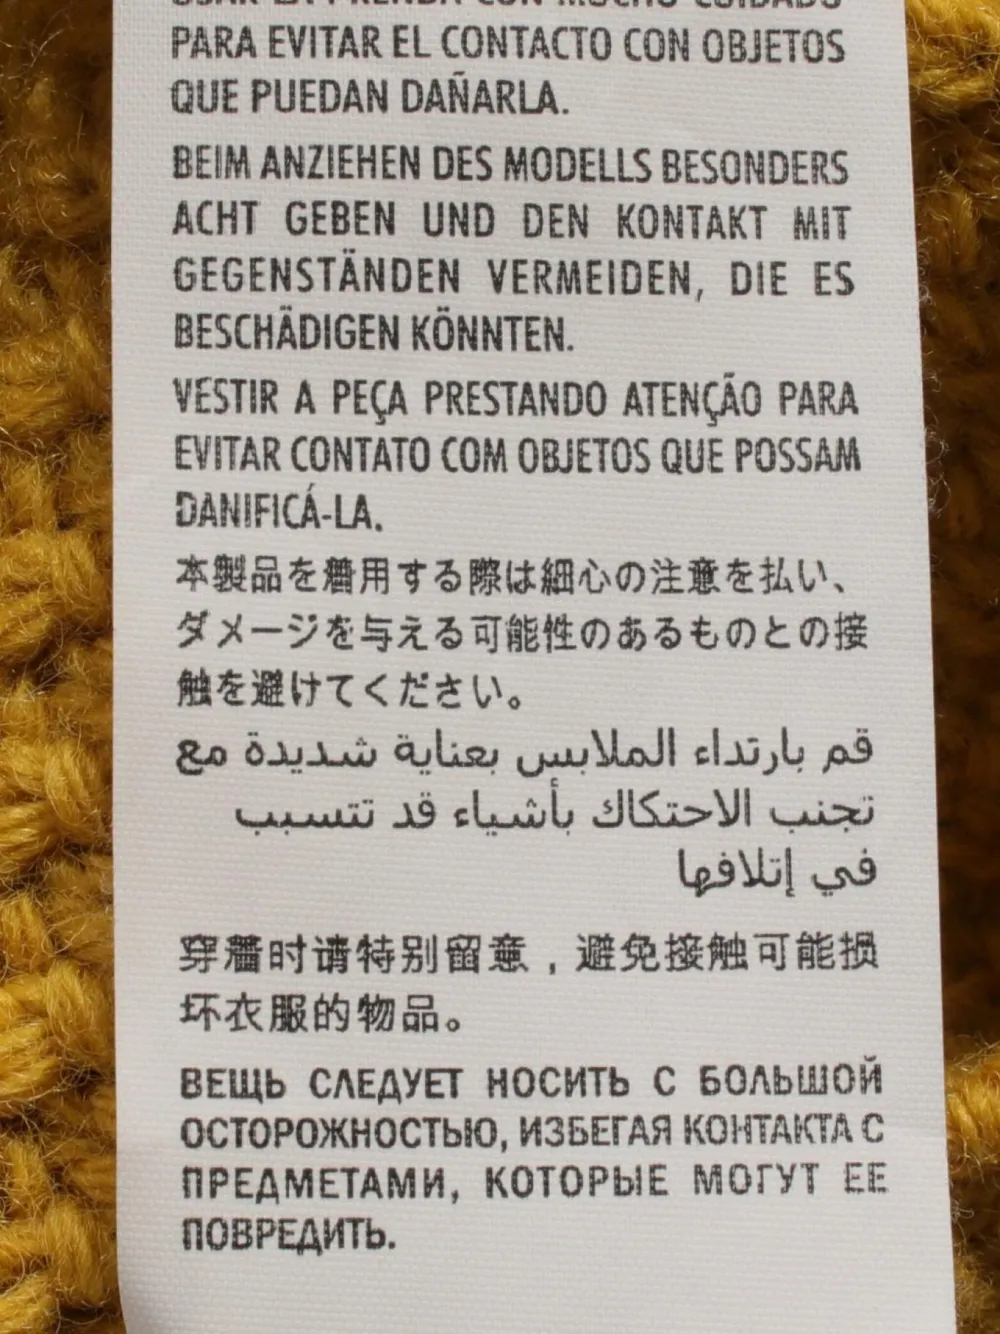 USAR LA PRENDA CON MUCHO CUIDADO
PARA EVITAR EL CONTACTO CON OBJETOS
QUE PUEDAN DAÑARLA.
BEIM ANZIEHEN DES MODELLS BESONDERS
ACHT GEBEN UND DEN KONTAKT MIT
GEGENSTÄNDEN VERMEIDEN, DIE ES
BESCHÄDIGEN KÖNNTEN.
VESTIR A PEÇA PRESTANDO ATENÇÃO PARA
EVITAR CONTATO COM OBJETOS QUE POSSAM
DANIFICÁ-LA.
本製品を着用する際は細心の注意を払い、
ダメージを与える可能性のあるものとの接
触を避けてください。
قم بارتداء الملابس بعناية شديدة مع
تجنب الاحتكاك بأشياء قد تتسبب
في إتلافها
穿着时请特别留意，避免接触可能损
坏衣服的物品。
ВЕЩЬ СЛЕДУЕТ НОСИТЬ С БОЛЬШОЙ
ОСТОРОЖНОСТЬЮ, ИЗБЕГАЯ КОНТАКТА С
ПРЕДМЕТАМИ, КОТОРЫЕ МОГУТ ЕЕ
ПОВРЕДИТЬ.